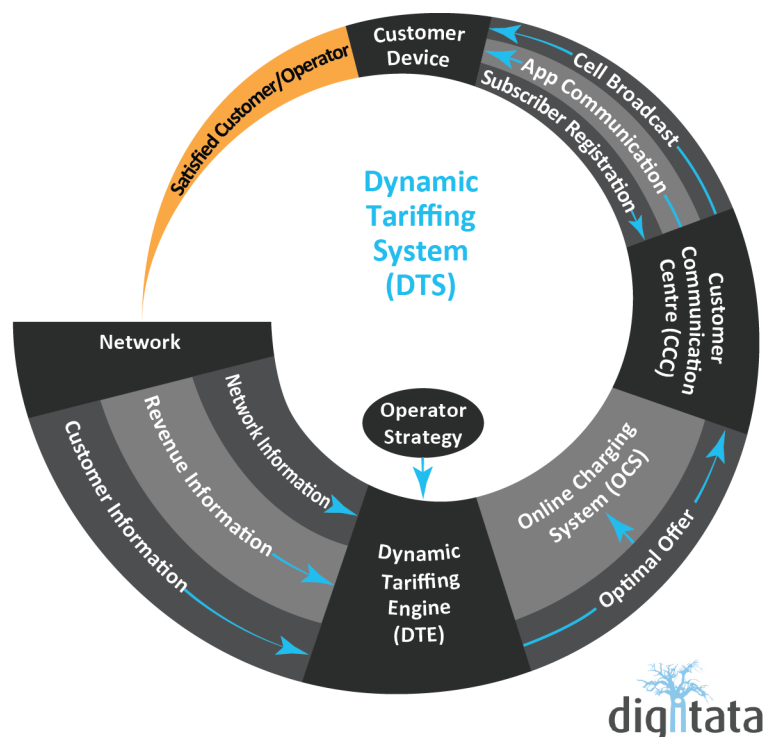 Customer
Device
Cell Broadcast
App Communication
Subscriber Registration
Satisfied Customer/Operator
Dynamic
Tariffing
System
(DTS)
Customer
Communication
Centre (CCC)
Network
Operator
Strategy
Network Information
Revenue Information
Customer Information
Online Charging
System (OCS)
Optimal Offer
Dynamic
Tariffing
Engine
(DTE)
digitata